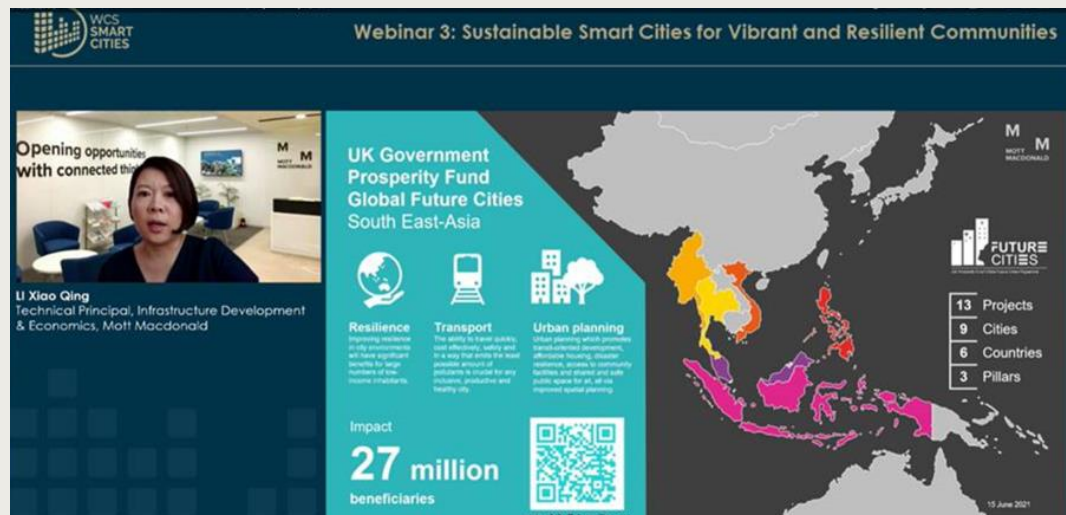 WCS
SMART
CITIES
Webinar 3: Sustainable Smart Cities for Vibrant and Resilient Communities
Opening opportunities
with connected
M
M
MOTT
MACDONALD
LI Xiao Qing
Technical Principal, Infrastructure Development
& Economics, Mott Macdonald
UK Government
Prosperity Fund
Global Future Cities
South East-Asia
Resilience
Improving resilience
in city environments
will have significant
benefits for large
numbers of low-
income inhabitants.
Transport
The ability to travel quickly,
cost effectively, safely and
in a way that emits the least
possible amount of
pollutants is crucial for any
inclusive, productive and
healthy city.
Urban planning
Urban planning which promotes
transit-oriented development,
affordable housing, disaster
resilience, access to community
facilities and shared and safe
public space for all, all via
improved spatial planning.
Impact
27 million
beneficiaries
M
M
MOTT
MACDONALD
FUTURE
CITIES
13 Projects
9 Cities
6 Countries
3 Pillars
15 June 2021